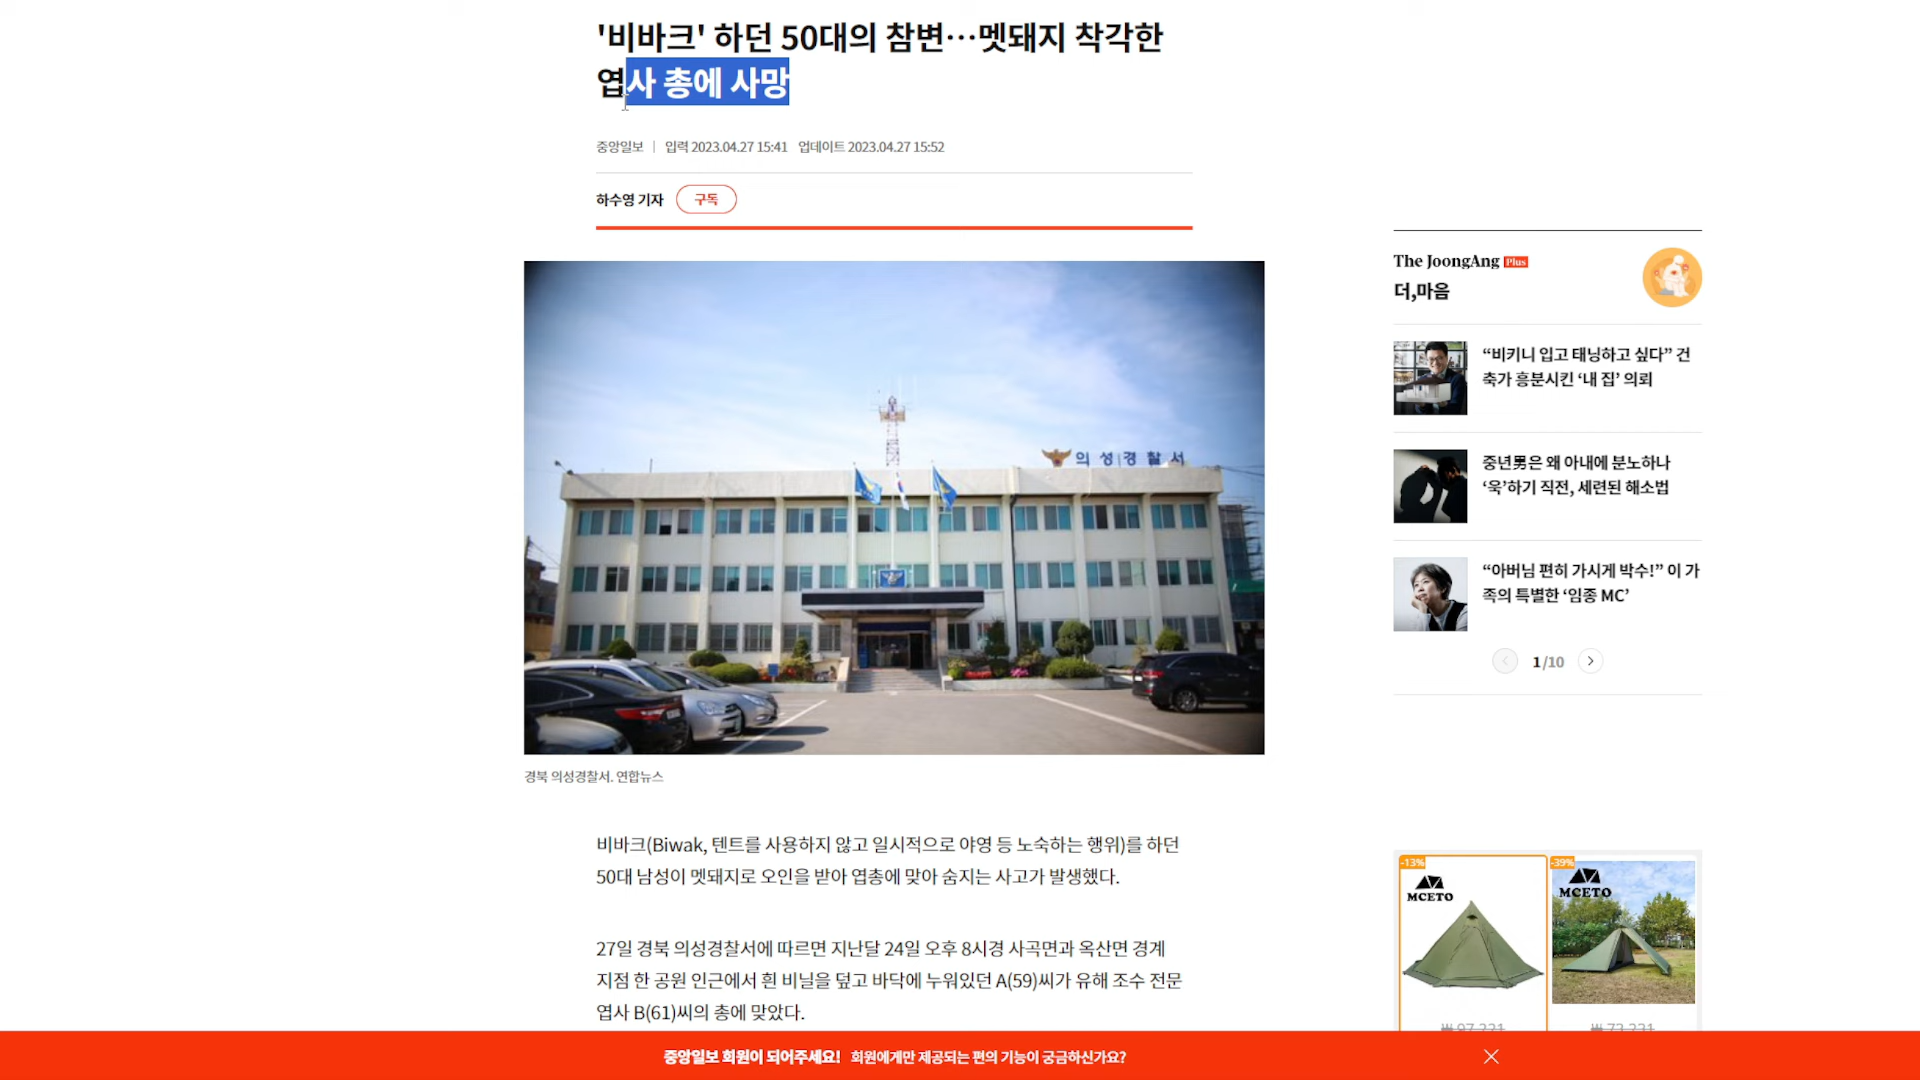 '비바크' 하던 50대의 참변…멧돼지 착각한
엽사 총에 사망
중앙일보
입력 2023.04.27 15:41 업데이트 2023.04.27 15:52
하수영 기자
구독
의성경찰서
경북 의성경찰서. 연합뉴스
비바크(Biwak, 텐트를 사용하지 않고 일시적으로 야영 등 노숙하는 행위)를 하던
50대 남성이 멧돼지로 오인을 받아 엽총에 맞아 숨지는 사고가 발생했다.
27일 경북 의성경찰서에 따르면 지난달 24일 오후 8시경 사곡면과 옥산면 경계
지점 한 공원 인근에서 흰 비닐을 덮고 바닥에 누워있던 A(59)씨가 유해 조수 전문
엽사 B(61)씨의 총에 맞았다.
The JoongAng Plus
더,마음
“비키니 입고 태닝하고 싶다” 건
축가 흥분시킨 ‘내 집’ 의뢰
중년男은 왜 아내에 분노하나
‘욱’하기 직전, 세련된 해소법
“아버님 편히 가시게 박수!” 이 가
족의 특별한 ‘임종 MC’
1/10
-13%
MCETO
₩ 97,221
-39%
MCETO
₩ 73,231
중앙일보 회원이 되어주세요! 회원에게만 제공되는 편의 기능이 궁금하신가요?